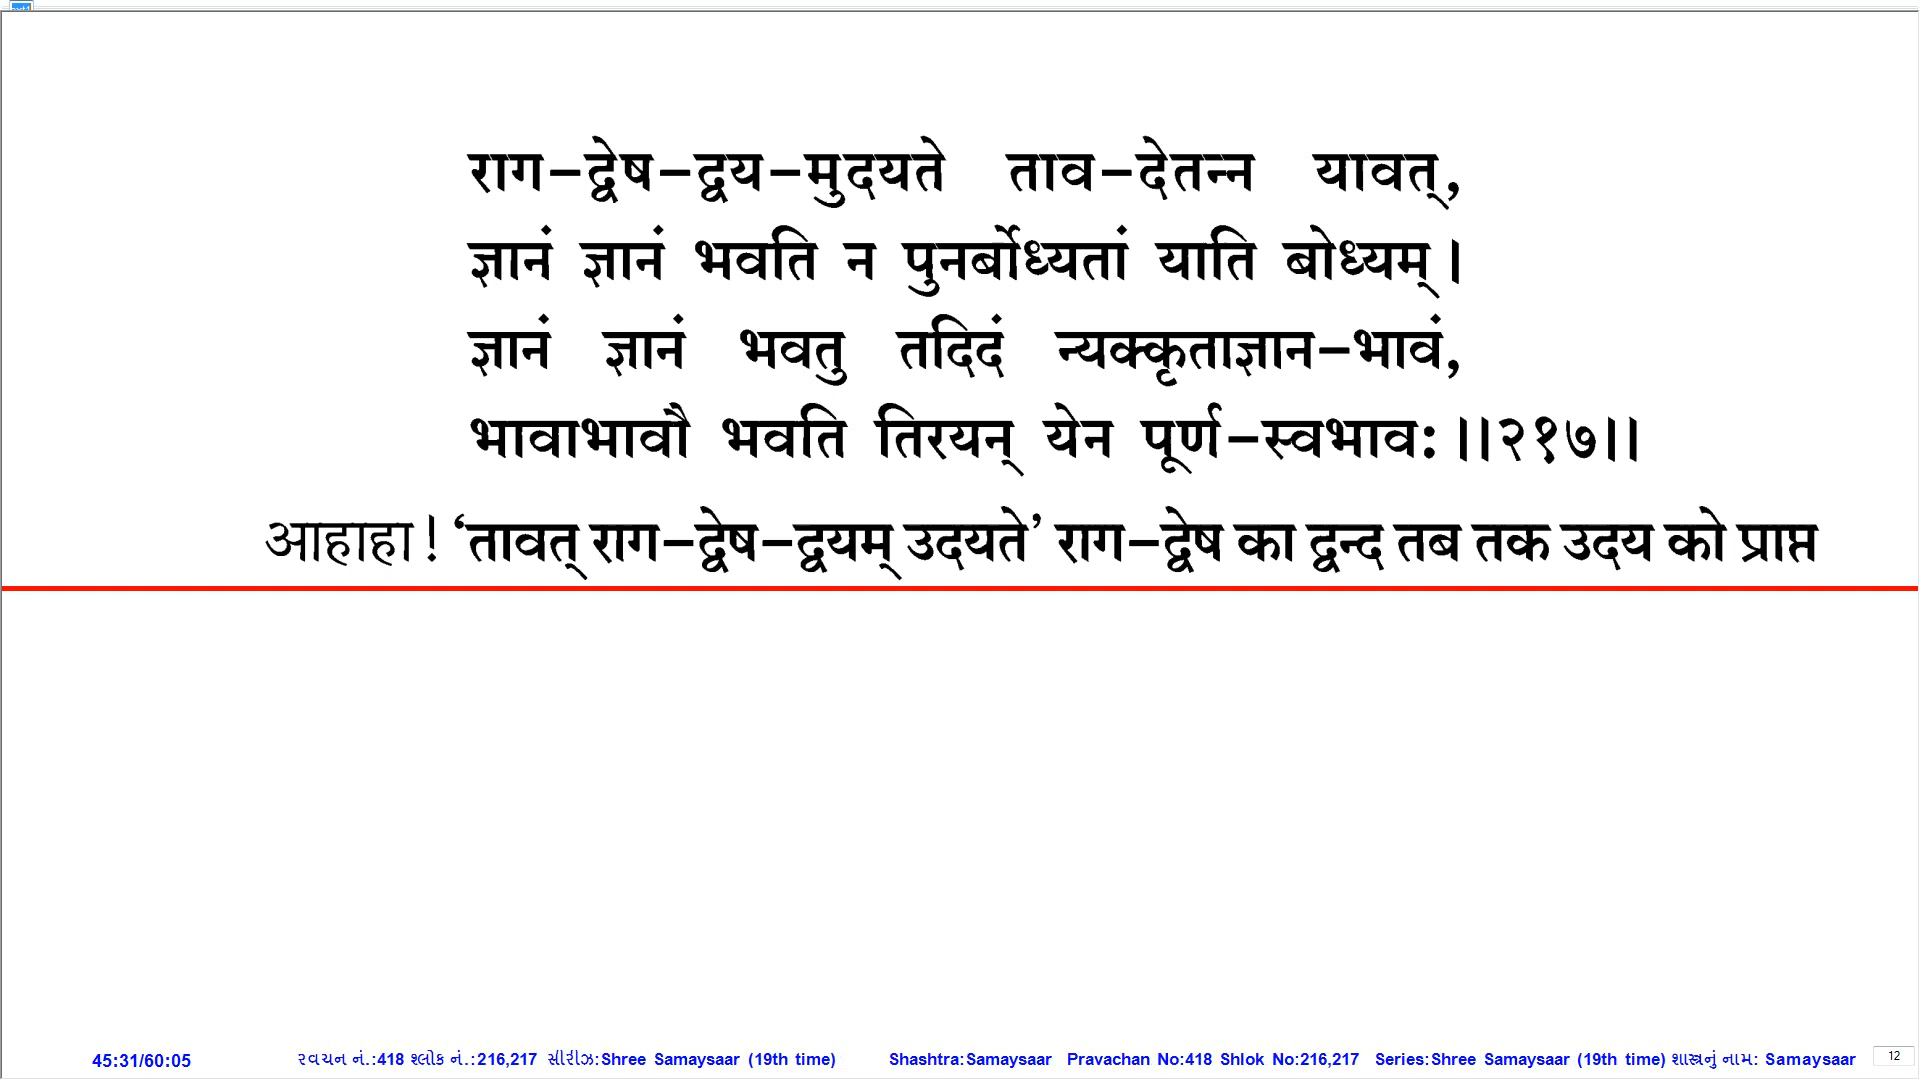 राग-द्वेष-द्वय-मुदयते ताव-देतन्न यावत्,
ज्ञानं ज्ञानं भवति न पुनर्बोध्यतां याति बोध्यम्।
ज्ञानं ज्ञानं भवतु तदिदं न्यक्कृताज्ञान-भावं,
भावाभावौ भवति तिरयन् येन पूर्ण-स्वभावः।।२१७।।
आहाहा! ‘तावत् राग-द्वेष-द्वयम् उदयते’ राग-द्वेष का द्वन्द तब तक उदय को प्राप्त
45:31/60:05 રવચન નં.:418 શ્લોક નં.:216,217 સીરીઝ:Shree Samaysaar (19th time) Shashtra:Samaysaar Pravachan No:418 Shlok No:216,217 Series:Shree Samaysaar (19th time) શાસ્ત્રનું નામ: Samaysaar 12